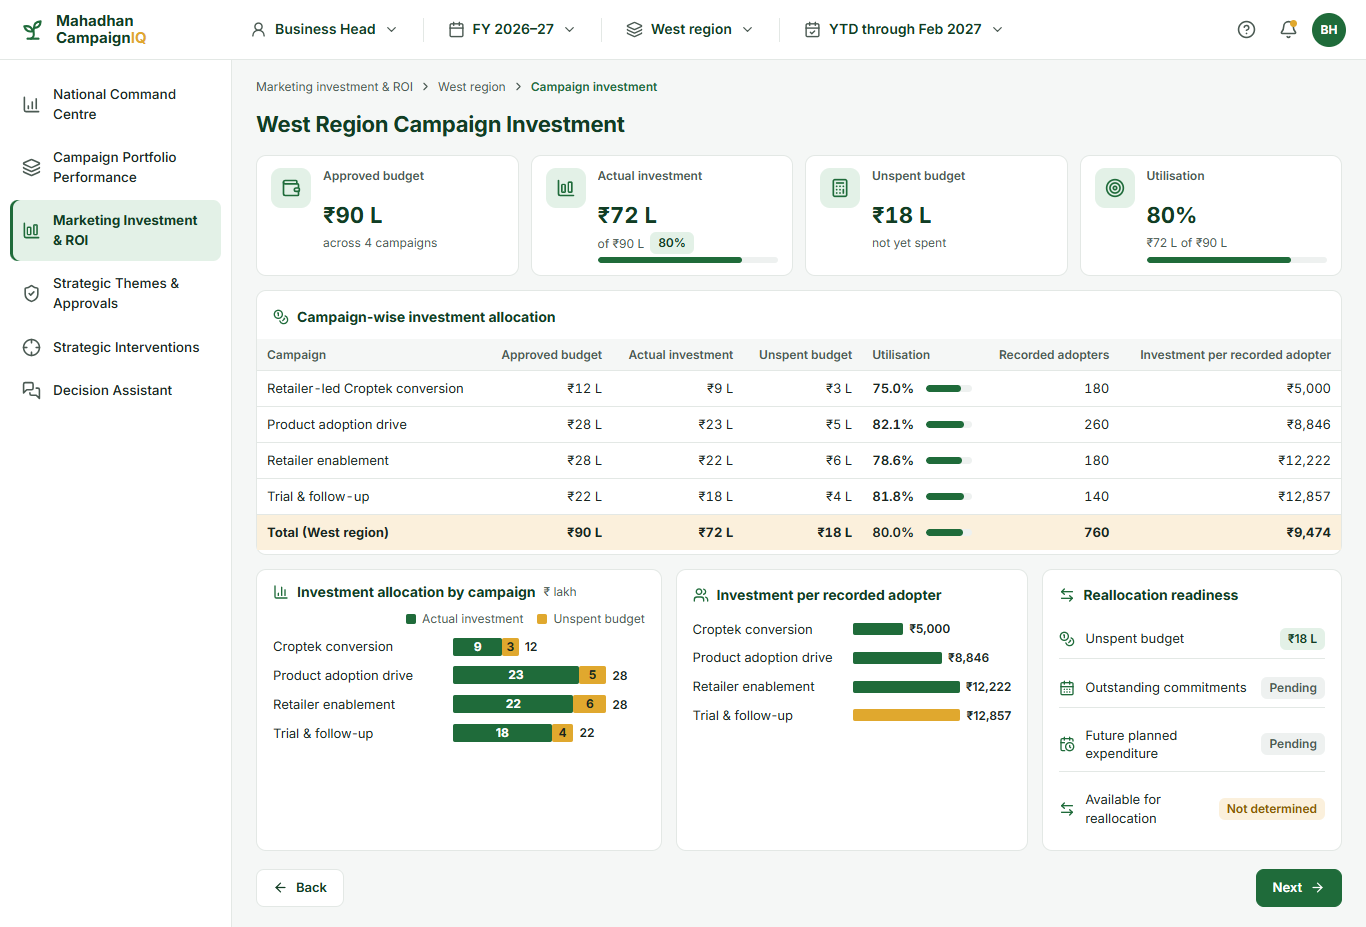 Mahadhan
CampaignIQ
Business Head
FY 2026–27
West region
YTD through Feb 2027
BH
National Command
Centre
Campaign Portfolio
Performance
Marketing Investment
& ROI
Strategic Themes &
Approvals
Strategic Interventions
Decision Assistant
Marketing investment & ROI > West region > Campaign investment
West Region Campaign Investment
Approved budget
₹90 L
across 4 campaigns
Actual investment
₹72 L
of ₹90 L 80%
Unspent budget
₹18 L
not yet spent
Utilisation
80%
₹72 L of ₹90 L
Campaign-wise investment allocation
Campaign Approved budget Actual investment Unspent budget Utilisation Recorded adopters Investment per recorded adopter
Retailer-led Croptek conversion ₹12 L ₹9 L ₹3 L 75.0% 180 ₹5,000
Product adoption drive ₹28 L ₹23 L ₹5 L 82.1% 260 ₹8,846
Retailer enablement ₹28 L ₹22 L ₹6 L 78.6% 180 ₹12,222
Trial & follow-up ₹22 L ₹18 L ₹4 L 81.8% 140 ₹12,857
Total (West region) ₹90 L ₹72 L ₹18 L 80.0% 760 ₹9,474
Investment allocation by campaign ₹ lakh
Actual investment Unspent budget
Croptek conversion 9 3 12
Product adoption drive 23 5 28
Retailer enablement 22 6 28
Trial & follow-up 18 4 22
Investment per recorded adopter
Croptek conversion ₹5,000
Product adoption drive ₹8,846
Retailer enablement ₹12,222
Trial & follow-up ₹12,857
Reallocation readiness
Unspent budget ₹18 L
Outstanding commitments Pending
Future planned
expenditure
Pending
Available for
reallocation
Not determined
Back
Next